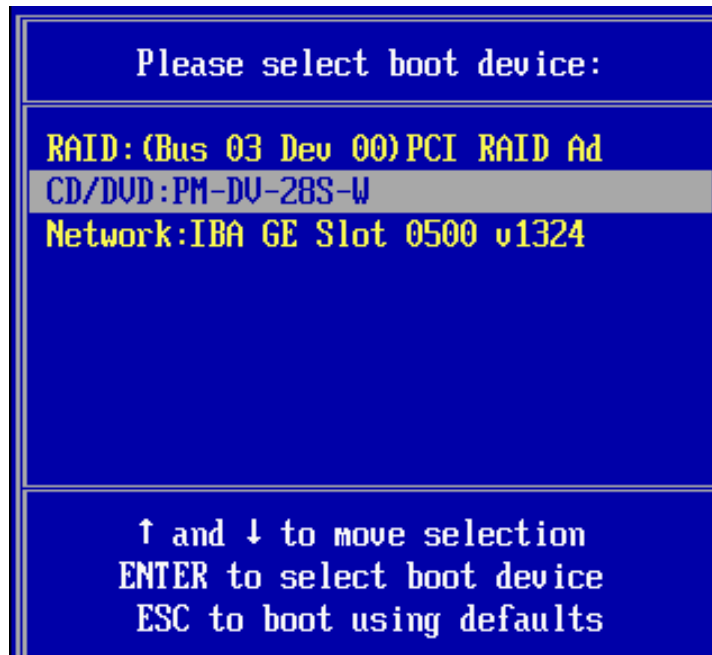 Please select boot device:
RAID:(Bus 03 Dev 00)PCI RAID Ad
CD/DVD:PM-DV-28S-W
Network:IBA GE Slot 0500 v1324
↑ and ↓ to move selection
ENTER to select boot device
ESC to boot using defaults